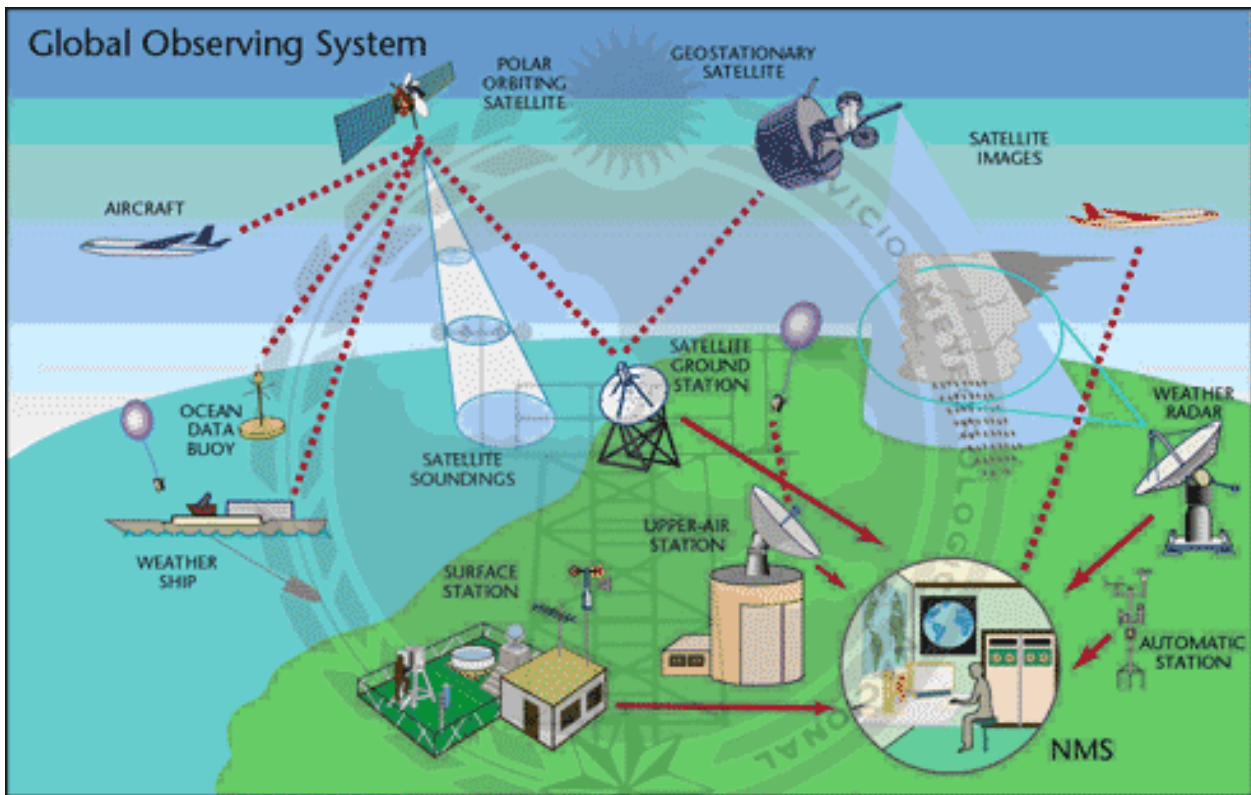 Global Observing System
POLAR
ORBITING
SATELLITE
GEOSTATIONARY
SATELLITE
SATELLITE
IMAGES
AIRCRAFT
OCEAN
DATA
BUOY
SATELLITE
SOUNDINGS
SATELLITE
GROUND
STATION
WEATHER
RADAR
WEATHER
SHIP
SURFACE
STATION
UPPER-AIR
STATION
AUTOMATIC
STATION
NMS